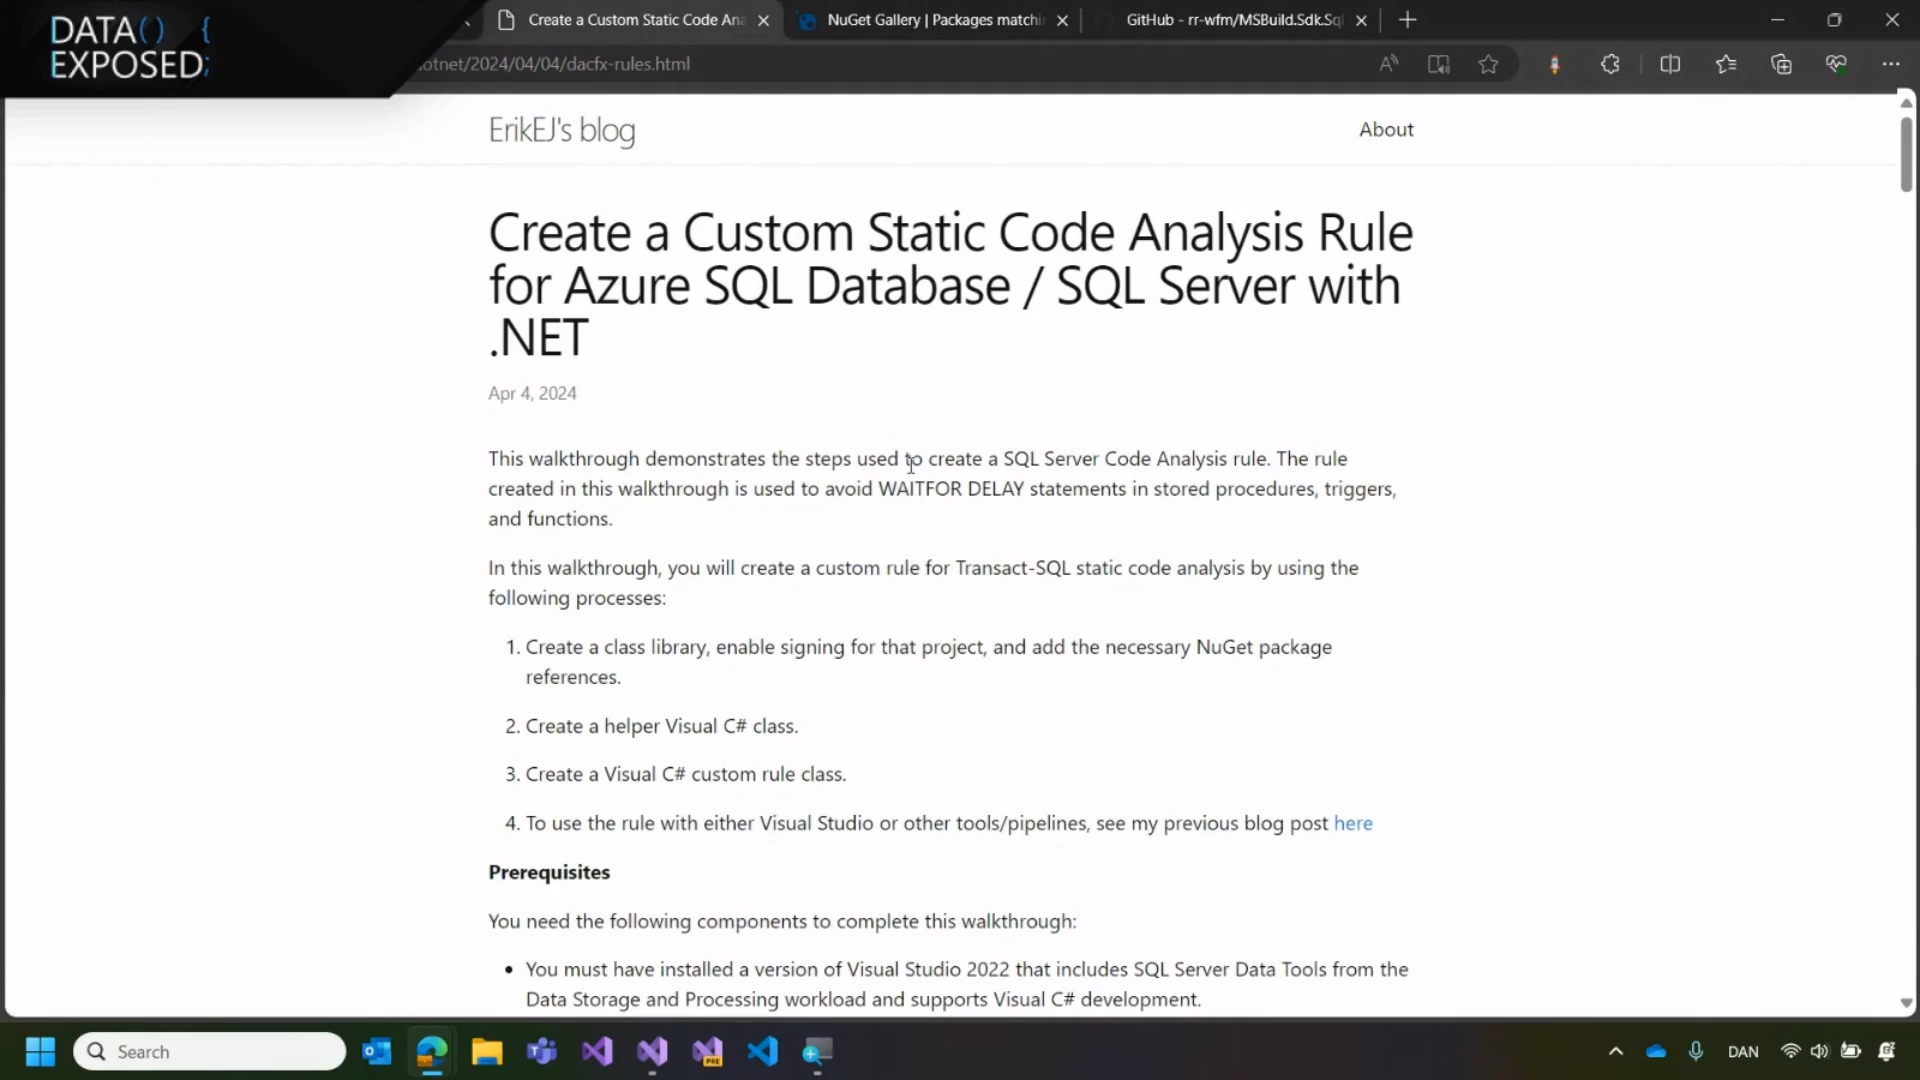 DATA() {
EXPOSED;
Create a Custom Static Code Ana
NuGet Gallery | Packages matchi
GitHub - rr-wfm/MSBuild.Sdk.Sq
otnet/2024/04/04/dacfx-rules.html
ErikEJ's blog
About
Create a Custom Static Code Analysis Rule
for Azure SQL Database / SQL Server with
.NET
Apr 4, 2024
This walkthrough demonstrates the steps used to create a SQL Server Code Analysis rule. The rule
created in this walkthrough is used to avoid WAITFOR DELAY statements in stored procedures, triggers,
and functions.
In this walkthrough, you will create a custom rule for Transact-SQL static code analysis by using the
following processes:
1. Create a class library, enable signing for that project, and add the necessary NuGet package
references.
2. Create a helper Visual C# class.
3. Create a Visual C# custom rule class.
4. To use the rule with either Visual Studio or other tools/pipelines, see my previous blog post here
Prerequisites
You need the following components to complete this walkthrough:
• You must have installed a version of Visual Studio 2022 that includes SQL Server Data Tools from the
Data Storage and Processing workload and supports Visual C# development.
Search
PRE
DAN